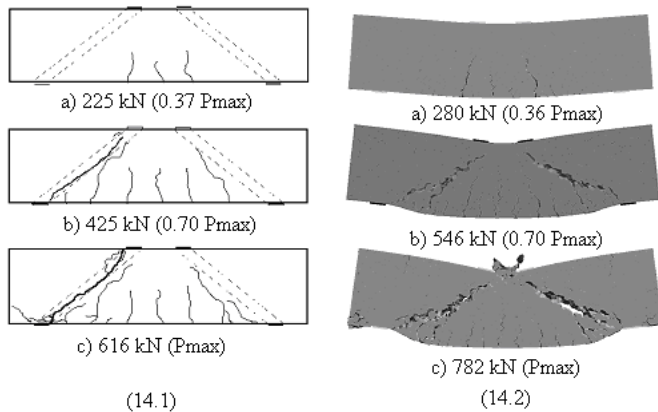 a) 225 kN (0.37 Pmax)
b) 425 kN (0.70 Pmax)
c) 616 kN (Pmax)
(14.1)
a) 280 kN (0.36 Pmax)
b) 546 kN (0.70 Pmax)
c) 782 kN (Pmax)
(14.2)